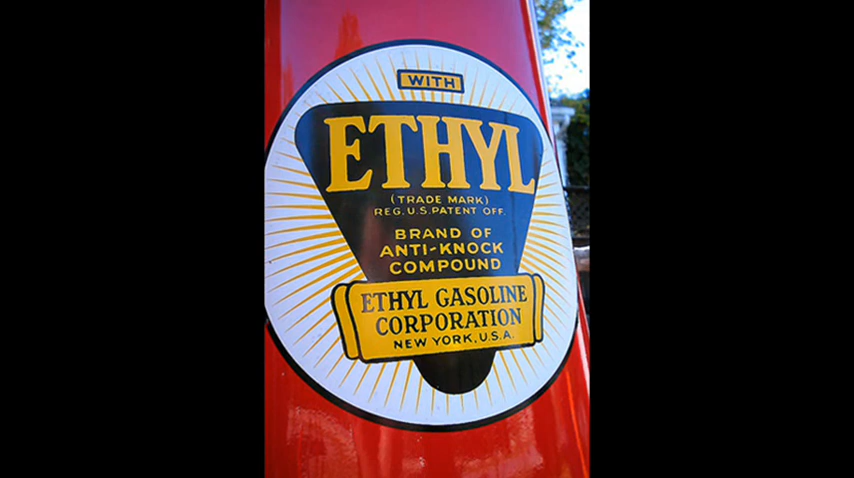 WITH
ETHYL
(TRADE MARK)
REG. U.S. PATENT OFF.
BRAND OF
ANTI-KNOCK
COMPOUND
ETHYL GASOLINE
CORPORATION
NEW YORK, U.S.A.